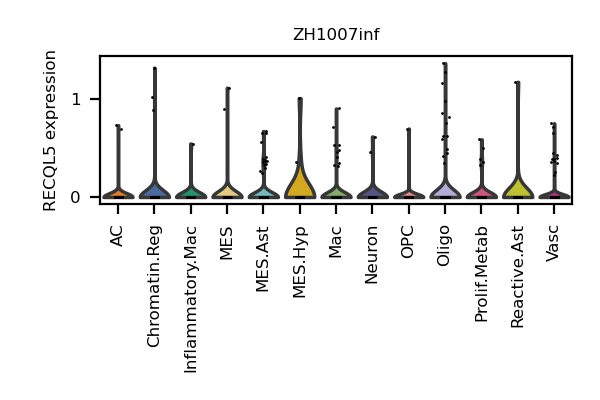 ZH1007inf
RECQL5 expression
1
0
AC
Chromatin.Reg
Inflammatory.Mac
MES
MES.Ast
MES.Hyp
Mac
Neuron
OPC
Oligo
Prolif.Metab
Reactive.Ast
Vasc